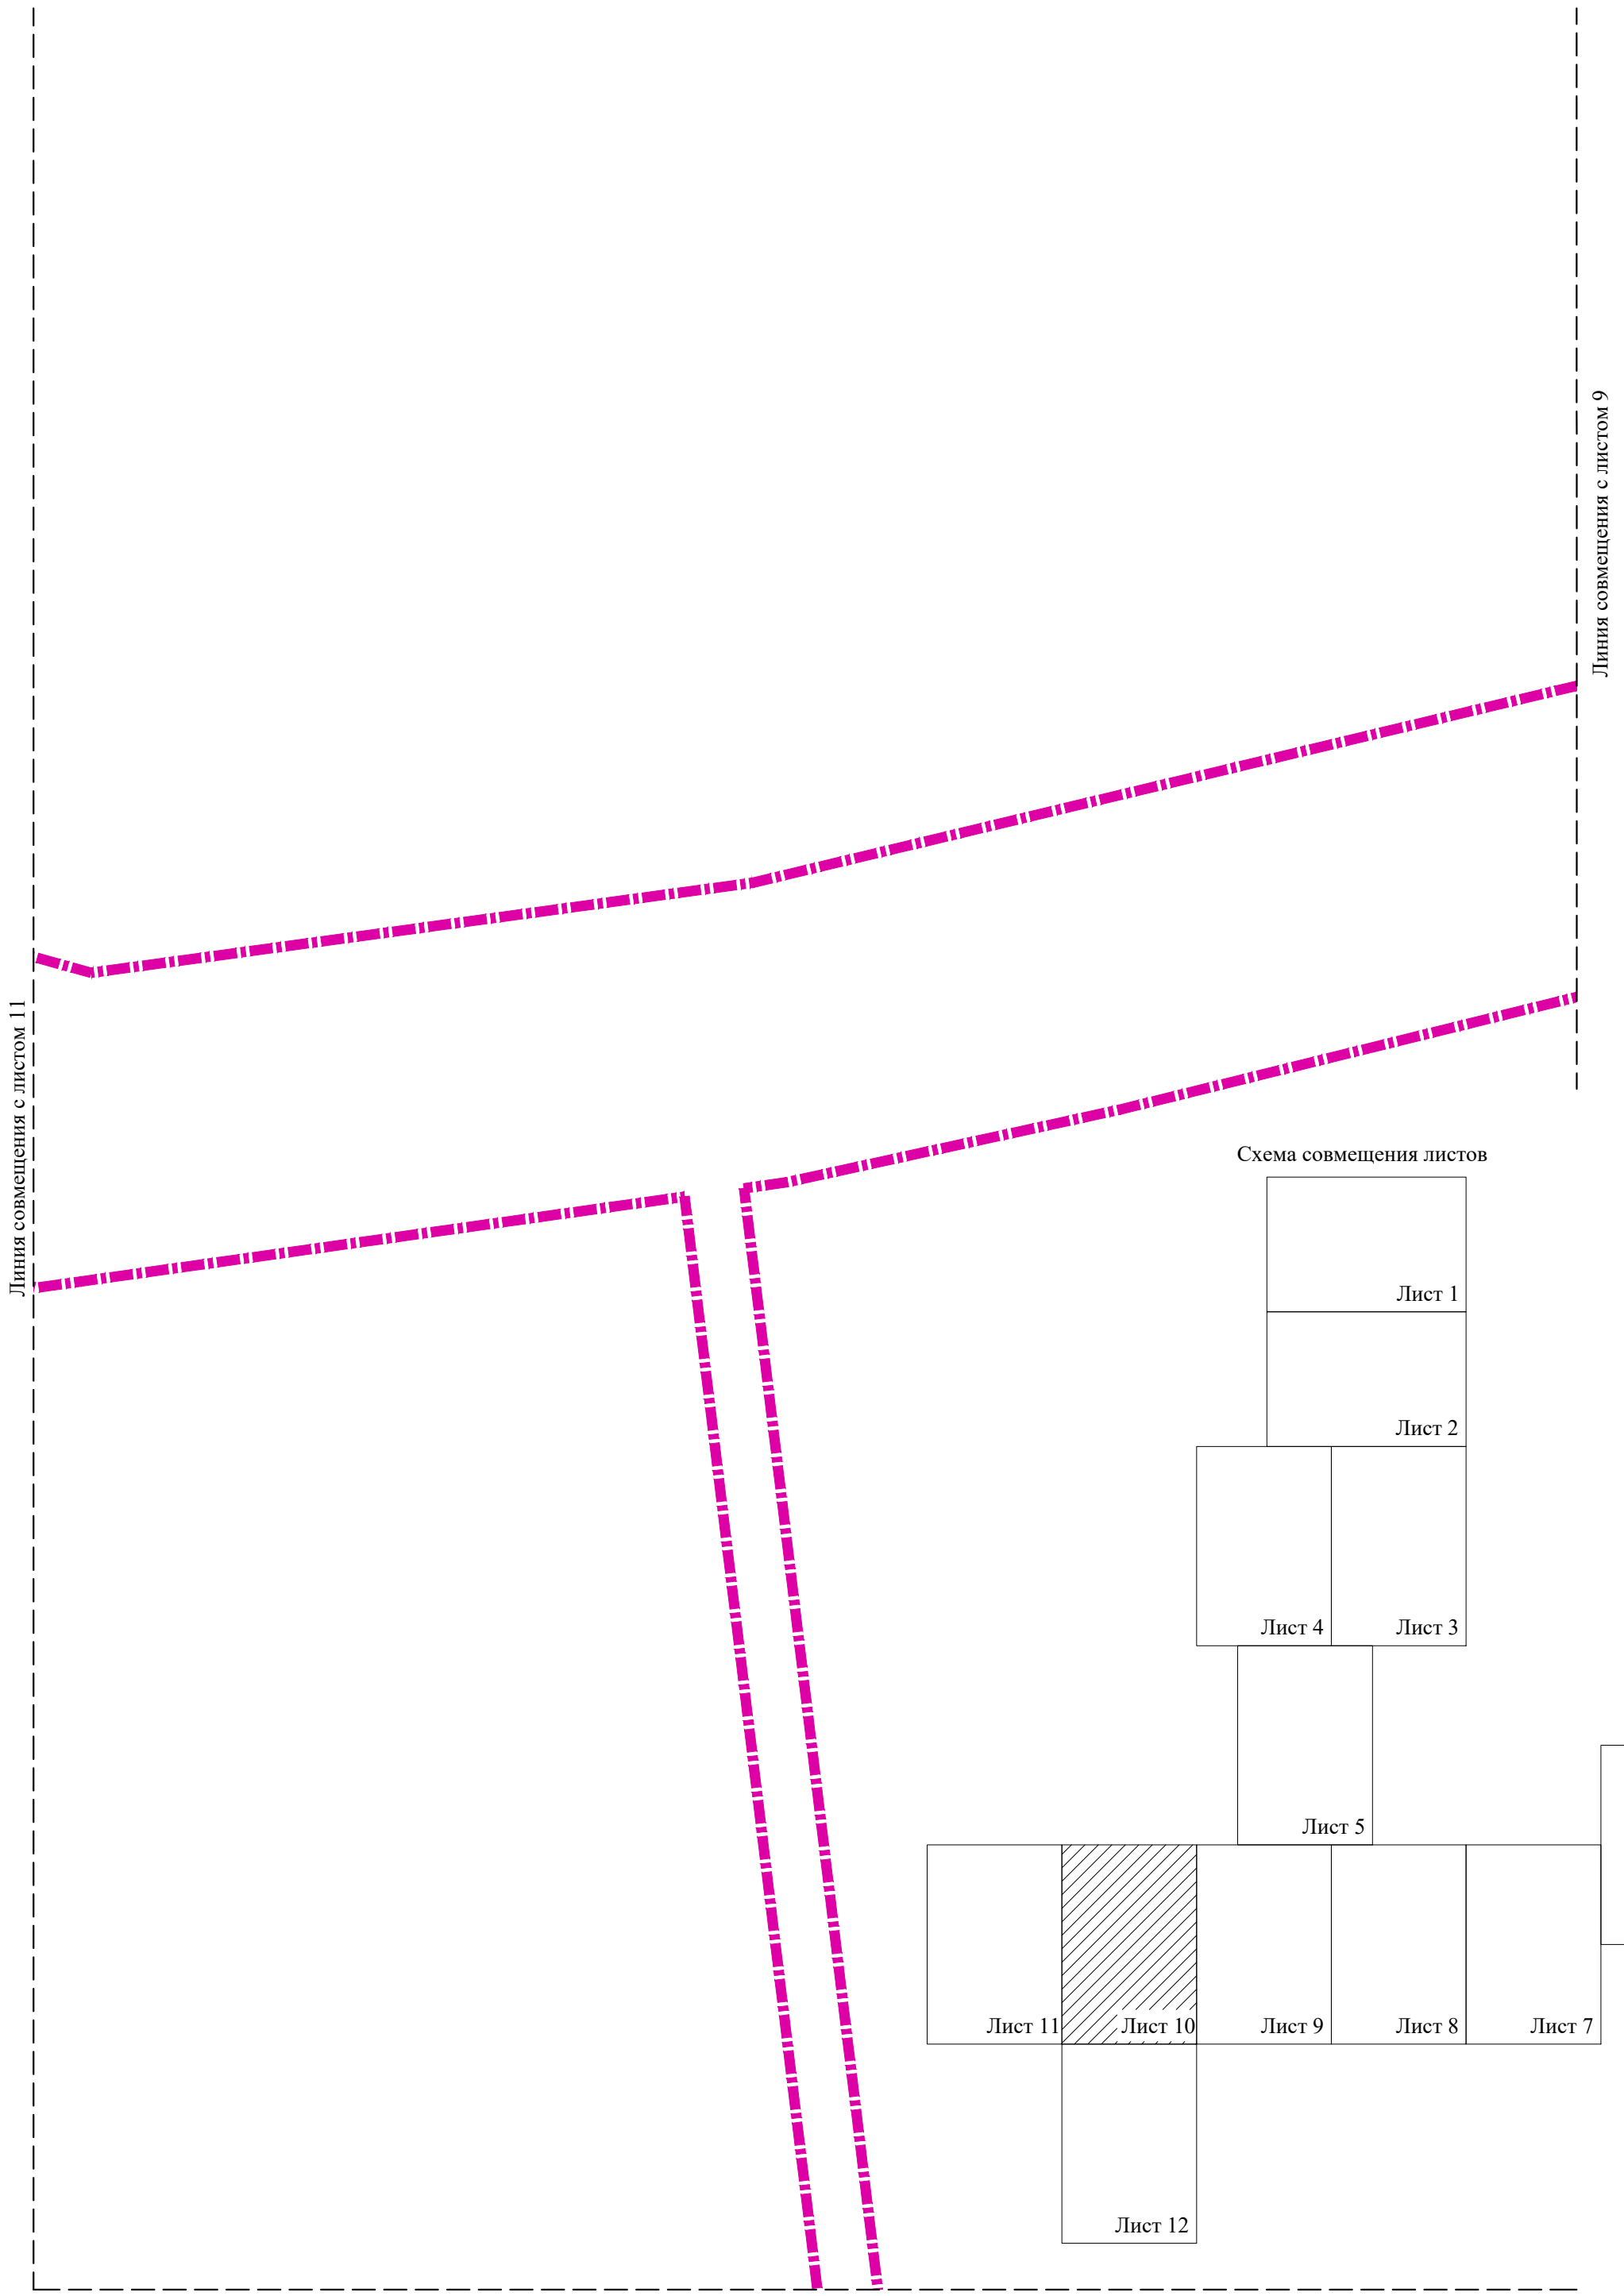 Линия совмещения с листом 9
Линия совмещения с листом 11
Схема совмещения листов
Лист 1
Лист 2
Лист 4
Лист 3
Лист 5
Лист 11
Лист 10
Лист 9
Лист 8
Лист 7
Лист 12